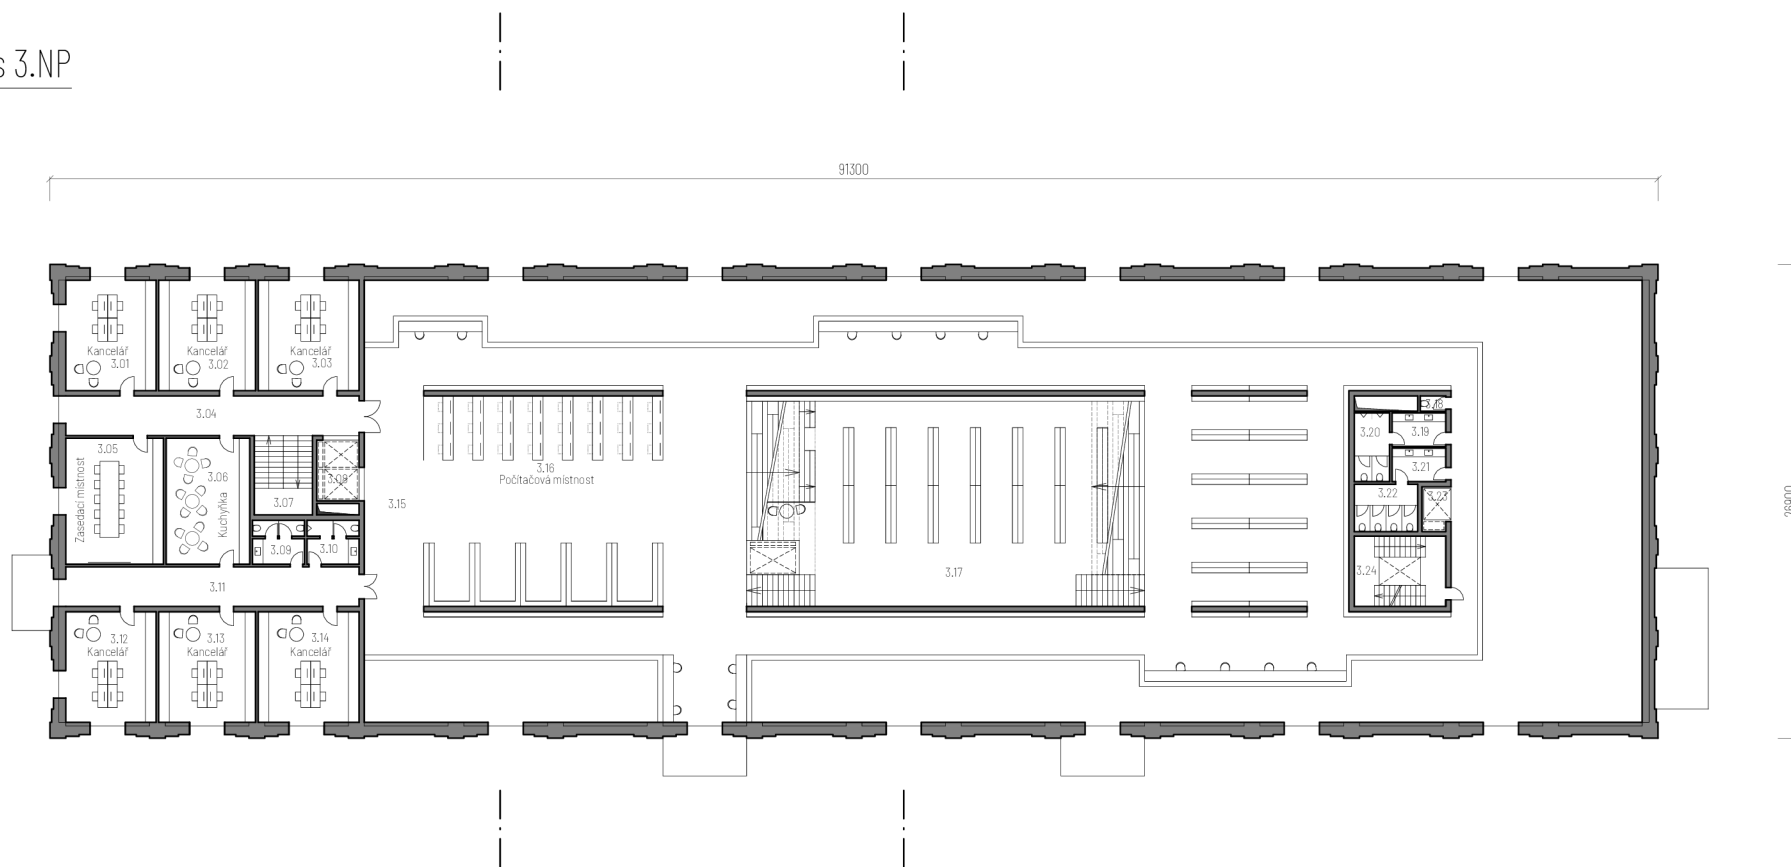 s 3.NP
91300
26900
Kancelář
3.01
Kancelář
3.02
Kancelář
3.03
3.04
3.05
Zasedací místnost
3.06
Kuchyňka
3.07
3.08
3.09
3.10
3.11
3.12
Kancelář
3.13
Kancelář
3.14
Kancelář
3.15
3.16
Počítačová místnost
3.17
3.18
3.19
3.20
3.21
3.22
3.23
3.24